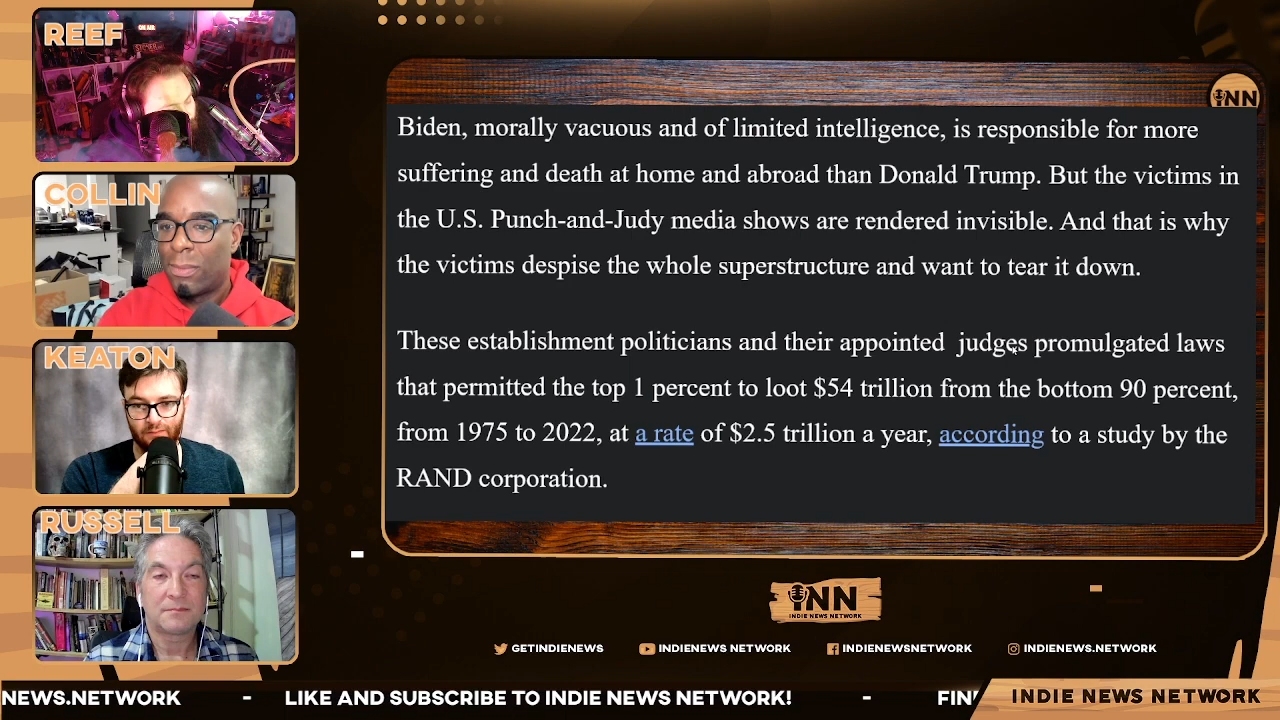 REEF
ON AIR
COLLIN
KEATON
RUSSELL
INN
Biden, morally vacuous and of limited intelligence, is responsible for more
suffering and death at home and abroad than Donald Trump. But the victims in
the U.S. Punch-and-Judy media shows are rendered invisible. And that is why
the victims despise the whole superstructure and want to tear it down.
These establishment politicians and their appointed  judges promulgated laws
that permitted the top 1 percent to loot $54 trillion from the bottom 90 percent,
from 1975 to 2022, at a rate of $2.5 trillion a year, according to a study by the
RAND corporation.
INN
INDIE NEWS NETWORK
GETINDIENEWS
INDIENEWS NETWORK
INDIENEWSNETWORK
INDIENEWS.NETWORK
NEWS.NETWORK - LIKE AND SUBSCRIBE TO INDIE NEWS NETWORK! -
INDIE NEWS NETWORK